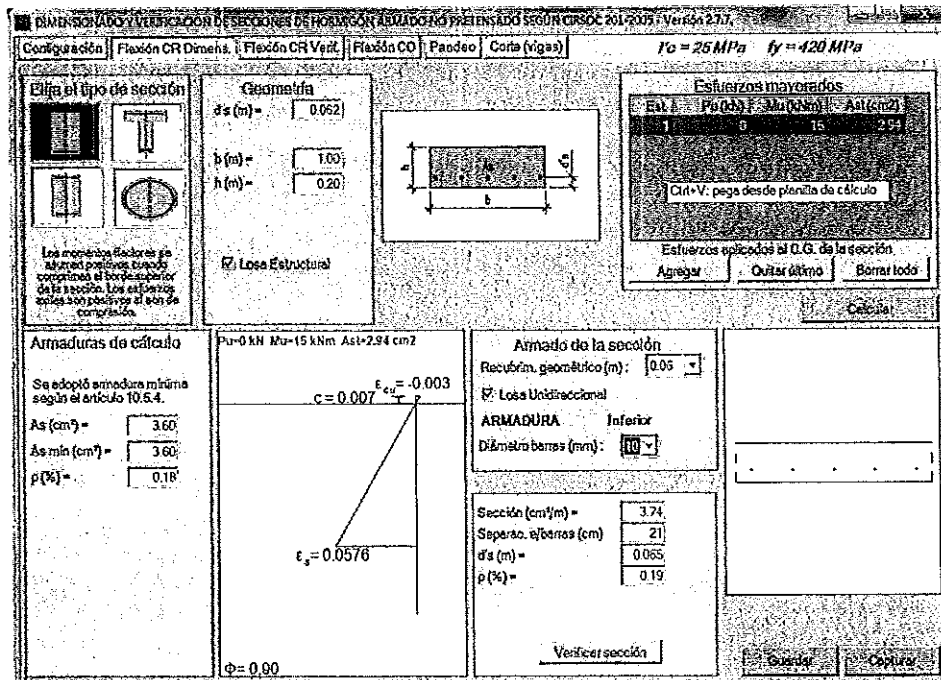 DIMENSIONADO Y VERIFICACIÓN DE SECCIONES DE HORMIGÓN ARMADO NO PRETENSADO SEGÚN CIRSOC 201-2005 / Versión 2.7.7.
Configuración Flexión CR Dimens. Flexión CR Verif. Flexión CO Pandeo Corte (vigas) f'c = 25 MPa fy = 420 MPa
Elija el tipo de sección
Los momentos flectores se
asumen positivos cuando
comprimen el borde superior
de la sección. Los esfuerzos
axiles son positivos si son de
compresión.
Geometría
d's (m) = 0.062
b (m) = 1.00
h (m) = 0.20
Losa Estructural
h
d's
b
Esfuerzos mayorados
Est. Pu (kN) Mu (kNm) Ast (cm2)
1 0 15 2.94
Ctrl+V: pega desde planilla de cálculo
Esfuerzos aplicados al C.G. de la sección
Agregar Quitar último Borrar todo
Calcular
Armaduras de cálculo
Se adoptó armadura mínima
según el artículo 10.5.4.
As (cm²) = 3.60
As min (cm²) = 3.60
ρ (%) = 0.18
Pu=0 kN Mu=15 kNm Ast=2.94 cm2
εcu = -0.003
c = 0.007
εs = 0.0576
Φ = 0.90
Armado de la sección
Recubrim. geométrico (m) : 0.06
Losa Unidireccional
ARMADURA Inferior
Diámetro barras (mm) : 10
Sección (cm²/m) = 3.74
Separac. e/barras (cm) 21
d's (m) = 0.065
ρ (%) = 0.19
Verificar sección
Guardar Capturar